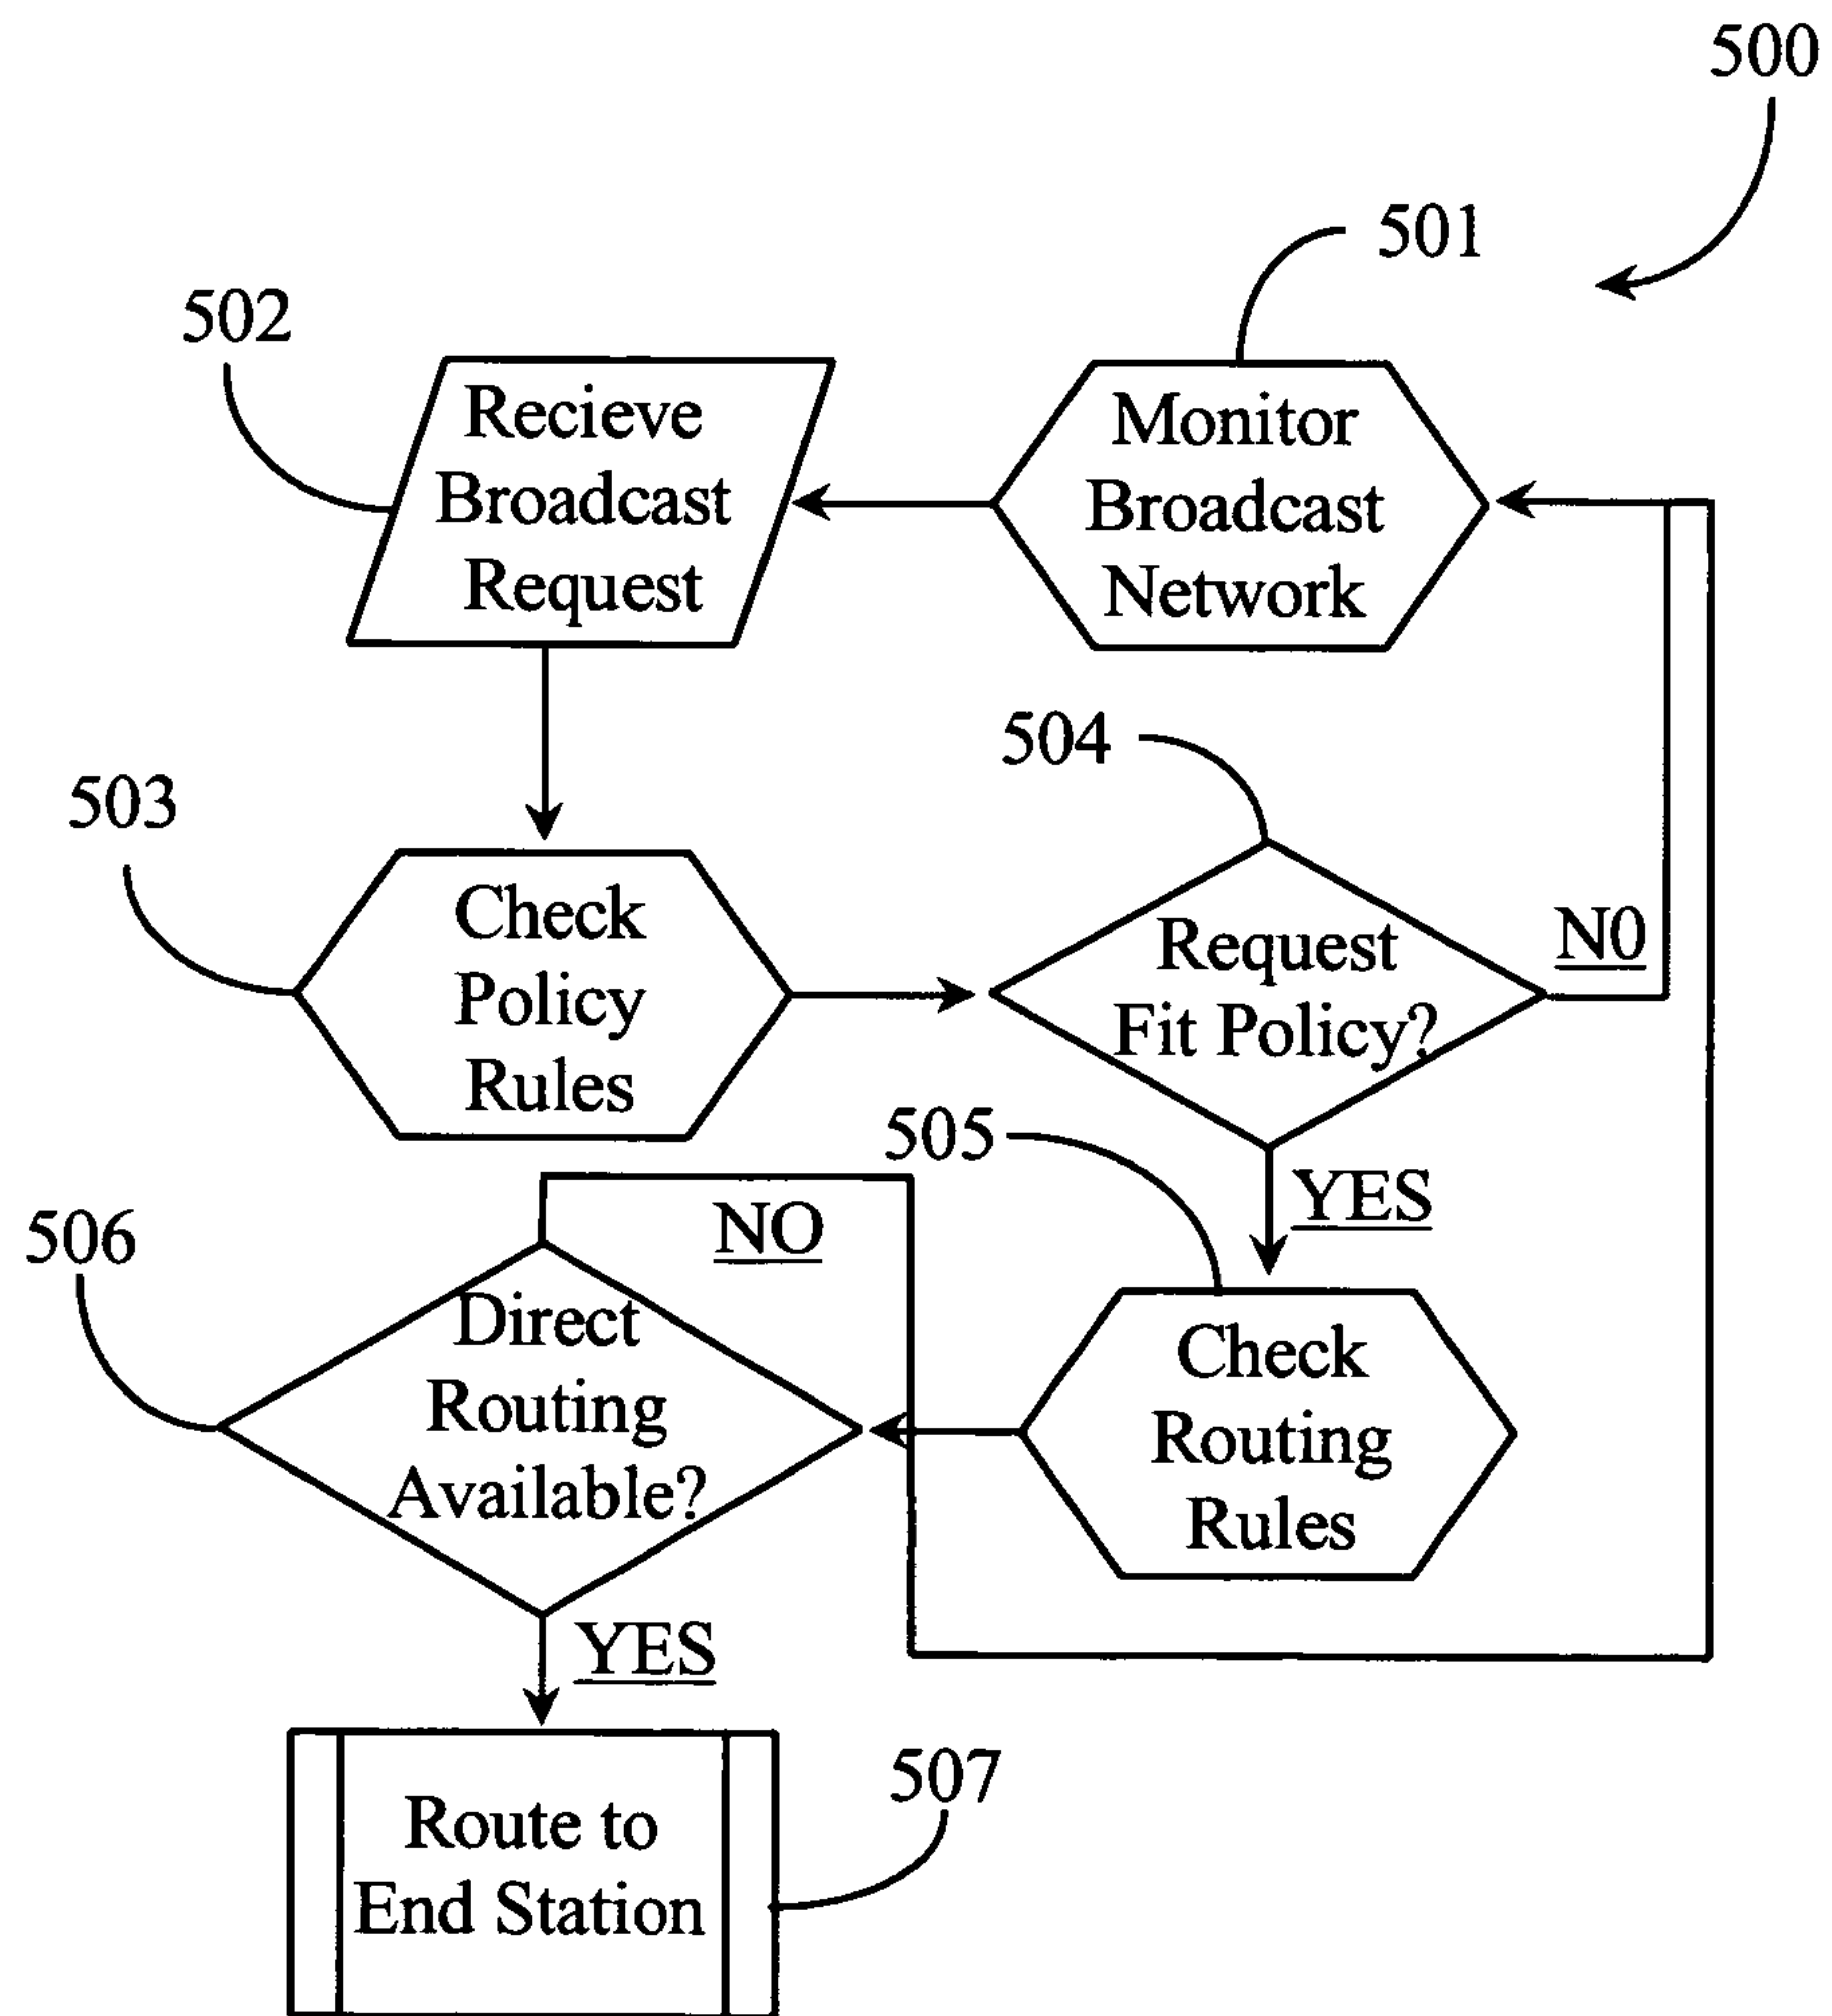 500
501
502
Recieve
Broadcast
Request
Monitor
Broadcast
Network
504
503
Check
Policy
Rules
Request
Fit Policy?
N0
505
YES
506
NO
Direct
Routing
Available?
Check
Routing
Rules
YES
507
Route to
End Station